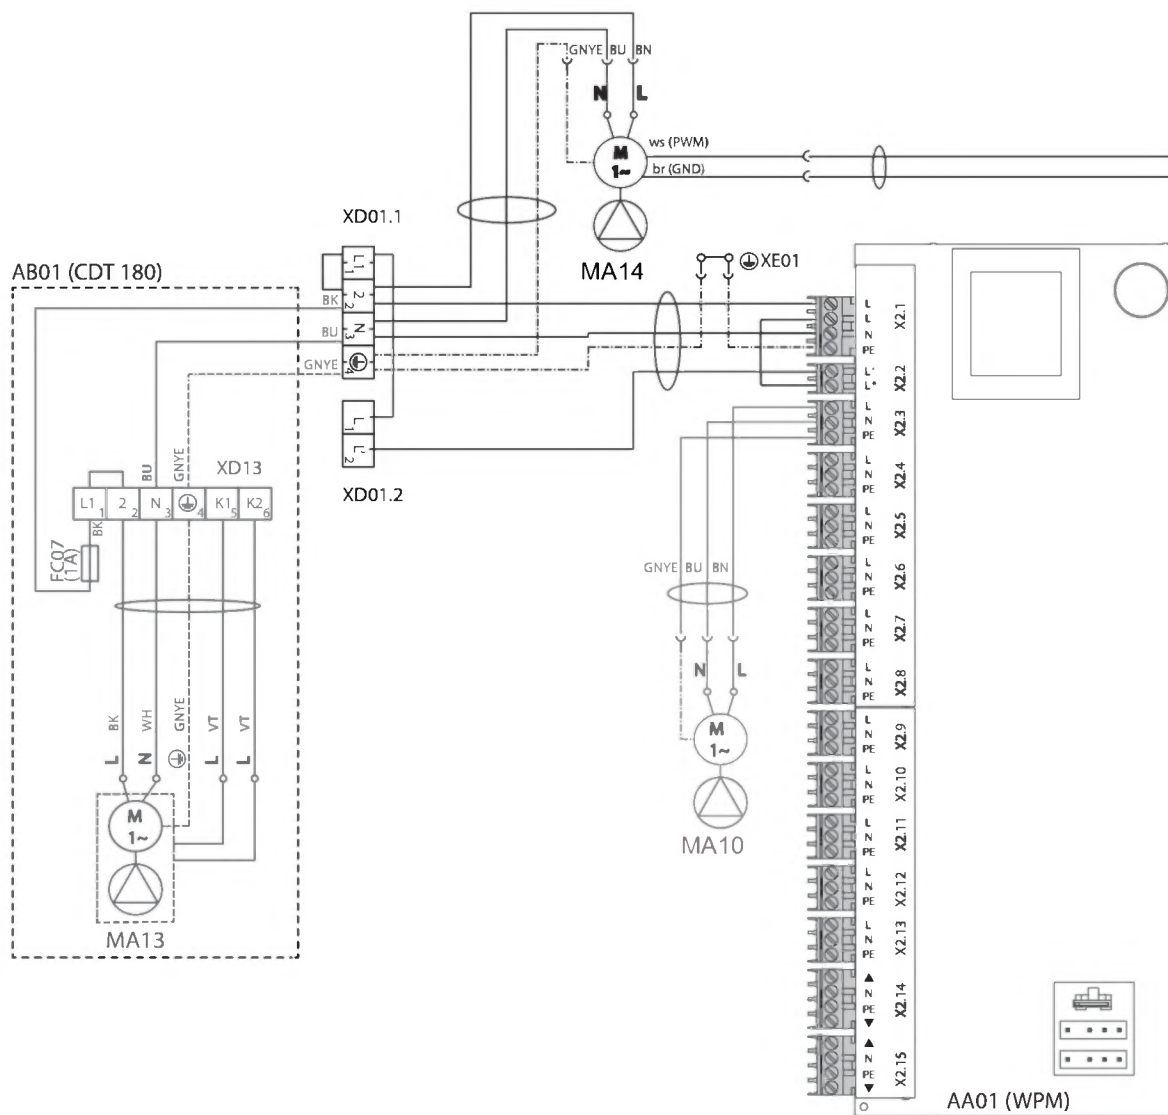 GNYE BU BN
N L
M
1~
ws (PWM)
br (GND)
MA14
XD01.1
L1 1
2 2
N 3
4
BK
BU
GNYE
XE01
AB01 (CDT 180)
L 1
L' 2
XD01.2
BU
GNYE
XD13
L1 1
2 2
N 3
4
K1 5
K2 6
BK
FC07
(1A)
L BK
N WH
GNYE
L VT
L VT
M
1~
MA13
GNYE BU BN
N L
M
1~
MA10
L
L
N
PE
X2.1
L'
L*
X2.2
L
N
PE
X2.3
L
N
PE
X2.4
L
N
PE
X2.5
L
N
PE
X2.6
L
N
PE
X2.7
L
N
PE
X2.8
L
N
PE
X2.9
L
N
PE
X2.10
L
N
PE
X2.11
L
N
PE
X2.12
L
N
PE
X2.13
▲
N
PE
▼
X2.14
▲
N
PE
▼
X2.15
AA01 (WPM)